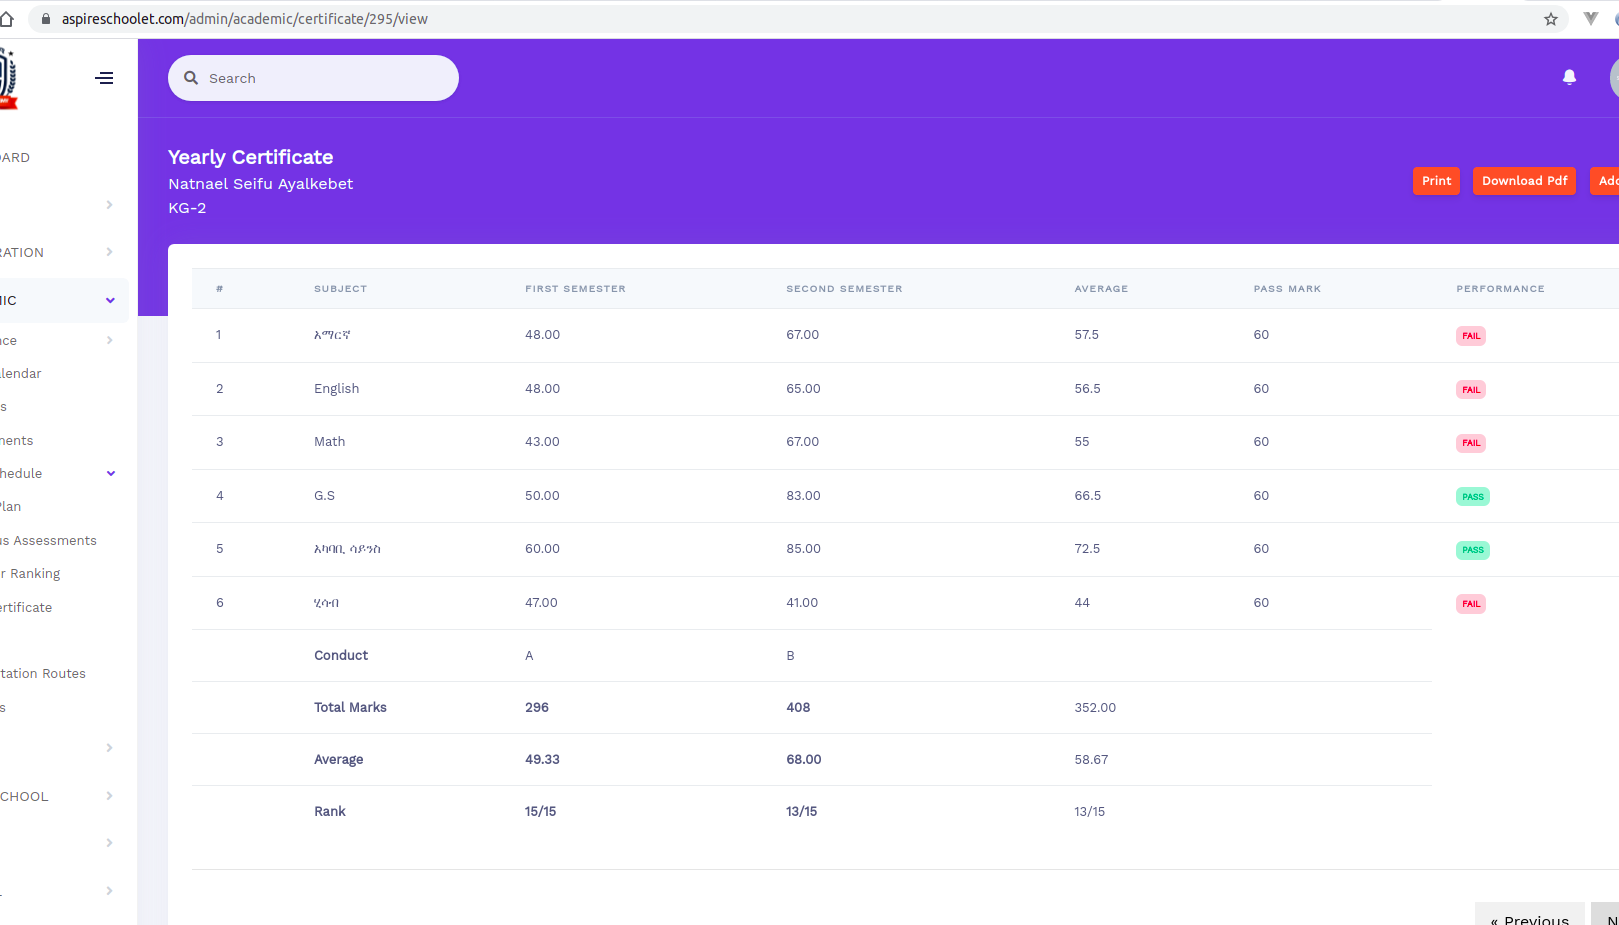 aspireschoolet.com/admin/academic/certificate/295/view
Search
Yearly Certificate
Natnael Seifu Ayalkebet
KG-2
Print Download Pdf Add
ARD
RATION
MIC
nce
lendar
s
nents
hedule
Plan
us Assessments
r Ranking
ertificate
tation Routes
s
CHOOL
# SUBJECT FIRST SEMESTER SECOND SEMESTER AVERAGE PASS MARK PERFORMANCE
1 አማርኛ 48.00 67.00 57.5 60 FAIL
2 English 48.00 65.00 56.5 60 FAIL
3 Math 43.00 67.00 55 60 FAIL
4 G.S 50.00 83.00 66.5 60 PASS
5 አካባቢ ሳይንስ 60.00 85.00 72.5 60 PASS
6 ሂሳብ 47.00 41.00 44 60 FAIL
Conduct A B
Total Marks 296 408 352.00
Average 49.33 68.00 58.67
Rank 15/15 13/15 13/15
« Previous N